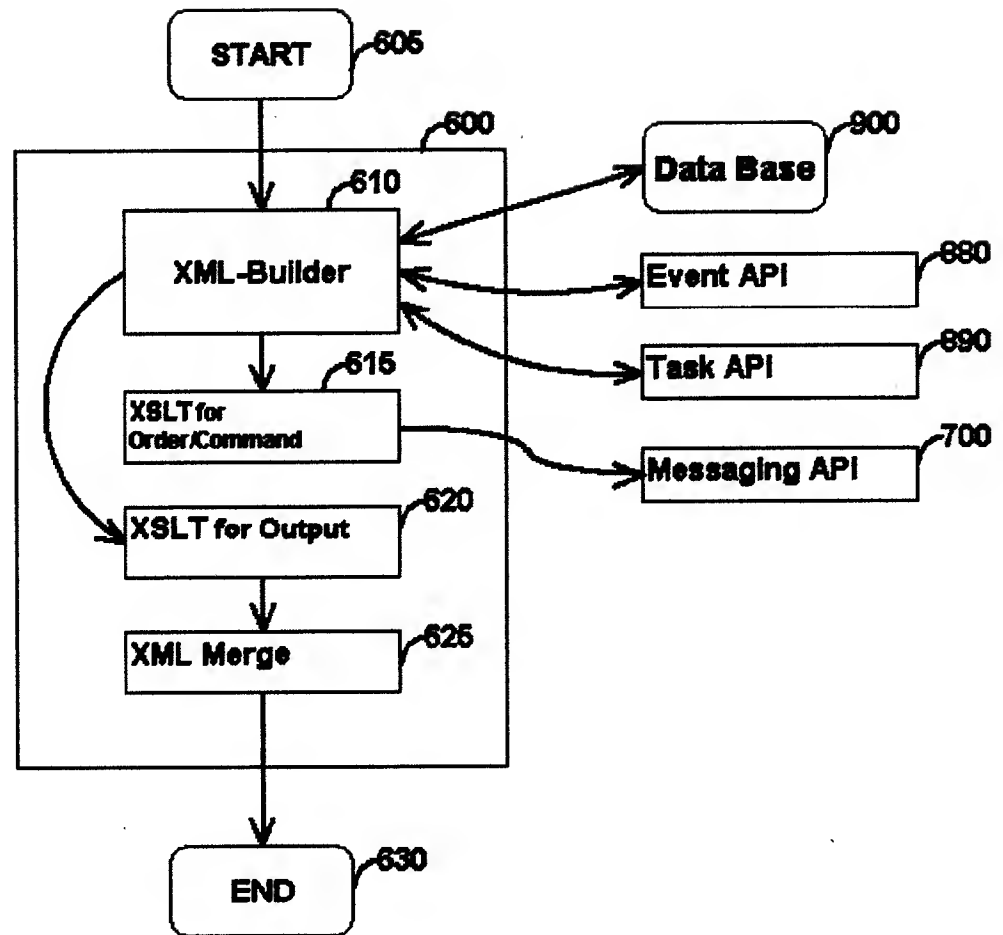 START
605
600
900
Data Base
610
XML-Builder
880
Event API
890
Task API
615
XSLT for
Order/Command
700
Messaging API
620
XSLT for Output
625
XML Merge
630
END